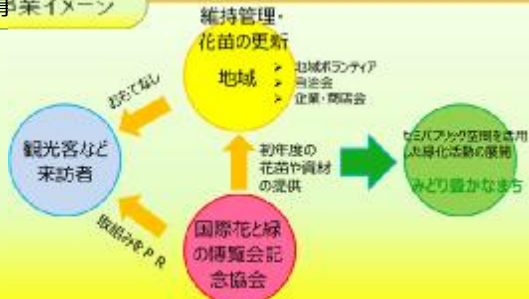 事業イメージ
維持管理・
花苗の更新
地域
➢ 地域ボランティア
➢ 自治会
➢ 企業・商店会
おもてなし
観光客など
来訪者
初年度の
花苗や資材
の提供
セミパブリック空間を活用
した緑化活動の展開
みどり豊かなまち
取組みをPR
国際花と緑
の博覧会記
念協会